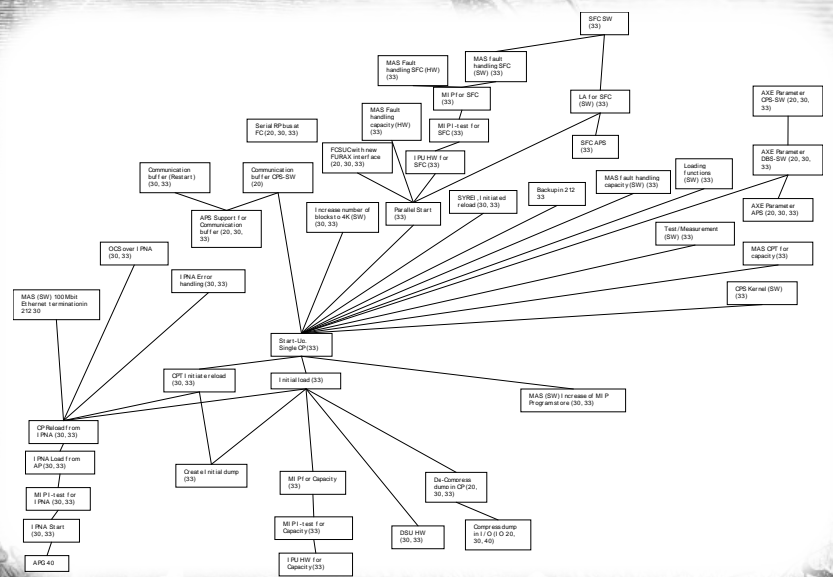 SFC SW
(33)
MAS Fault
handling SFC (HW)
(33)
MAS fault
handling SFC
(SW) (33)
MIP for SFC
(33)
LA for SFC
(SW) (33)
AXE Parameter
CPS-SW (20, 30,
33)
MAS Fault
handling
capacity (HW)
(33)
Serial RP bus at
FC (20, 30, 33)
MIP I-test for
SFC (33)
SFC APS
(33)
FCSUC with new
FURAX interface
(20, 30, 33)
IPU HW for
SFC (33)
AXE Parameter
DBS-SW (20, 30,
33)
Communication
buffer (Restart)
(30, 33)
Communication
buffer CPS-SW
(20)
MAS fault handling
capacity (SW) (33)
Loading
functions
(SW) (33)
Backup in 212
33
SYREI, Initiated
reload (30, 33)
Increase number of
blocks to 4K (SW)
(30, 33)
Parallel Start
(33)
AXE Parameter
APS (20, 30, 33)
APS Support for
Communication
buffer (20, 30,
33)
Test/Measurement
(SW) (33)
OCS over IPNA
(30, 33)
MAS CPT for
capacity (33)
IPNA Error
handling (30, 33)
MAS (SW) 100Mbit
Ethernet termination in
212 30
CPS Kernel (SW)
(33)
Start-Up.
Single CP (33)
CPT Initiate reload
(30, 33)
Initial load (33)
MAS (SW) Increase of MIP
Program store (30, 33)
CP Reload from
IPNA (30, 33)
IPNA Load from
AP (30, 33)
Create Initial dump
(33)
MIP for Capacity
(33)
De-Compress
dump in CP (20,
30, 33)
MIP I-test for
IPNA (30, 33)
IPNA Start
(30, 33)
MIP I-test for
Capacity (33)
DSU HW
(30, 33)
Compress dump
in I/O (IO 20,
30, 40)
APG 40
IPU HW for
Capacity (33)